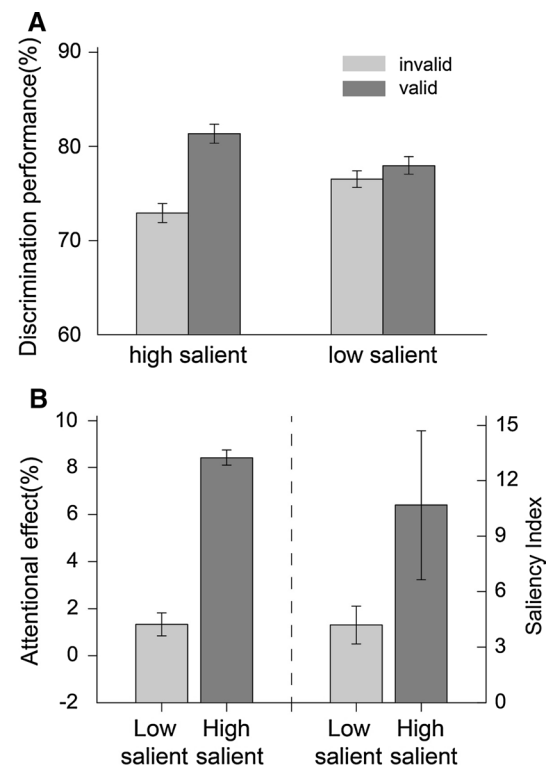 A
Discrimination performance(%)
90
80
70
60
invalid
valid
high salient
low salient
B
Attentional effect(%)
10
8
6
4
2
0
-2
15
12
9
6
3
0
Saliency Index
Low salient
High salient
Low salient
High salient